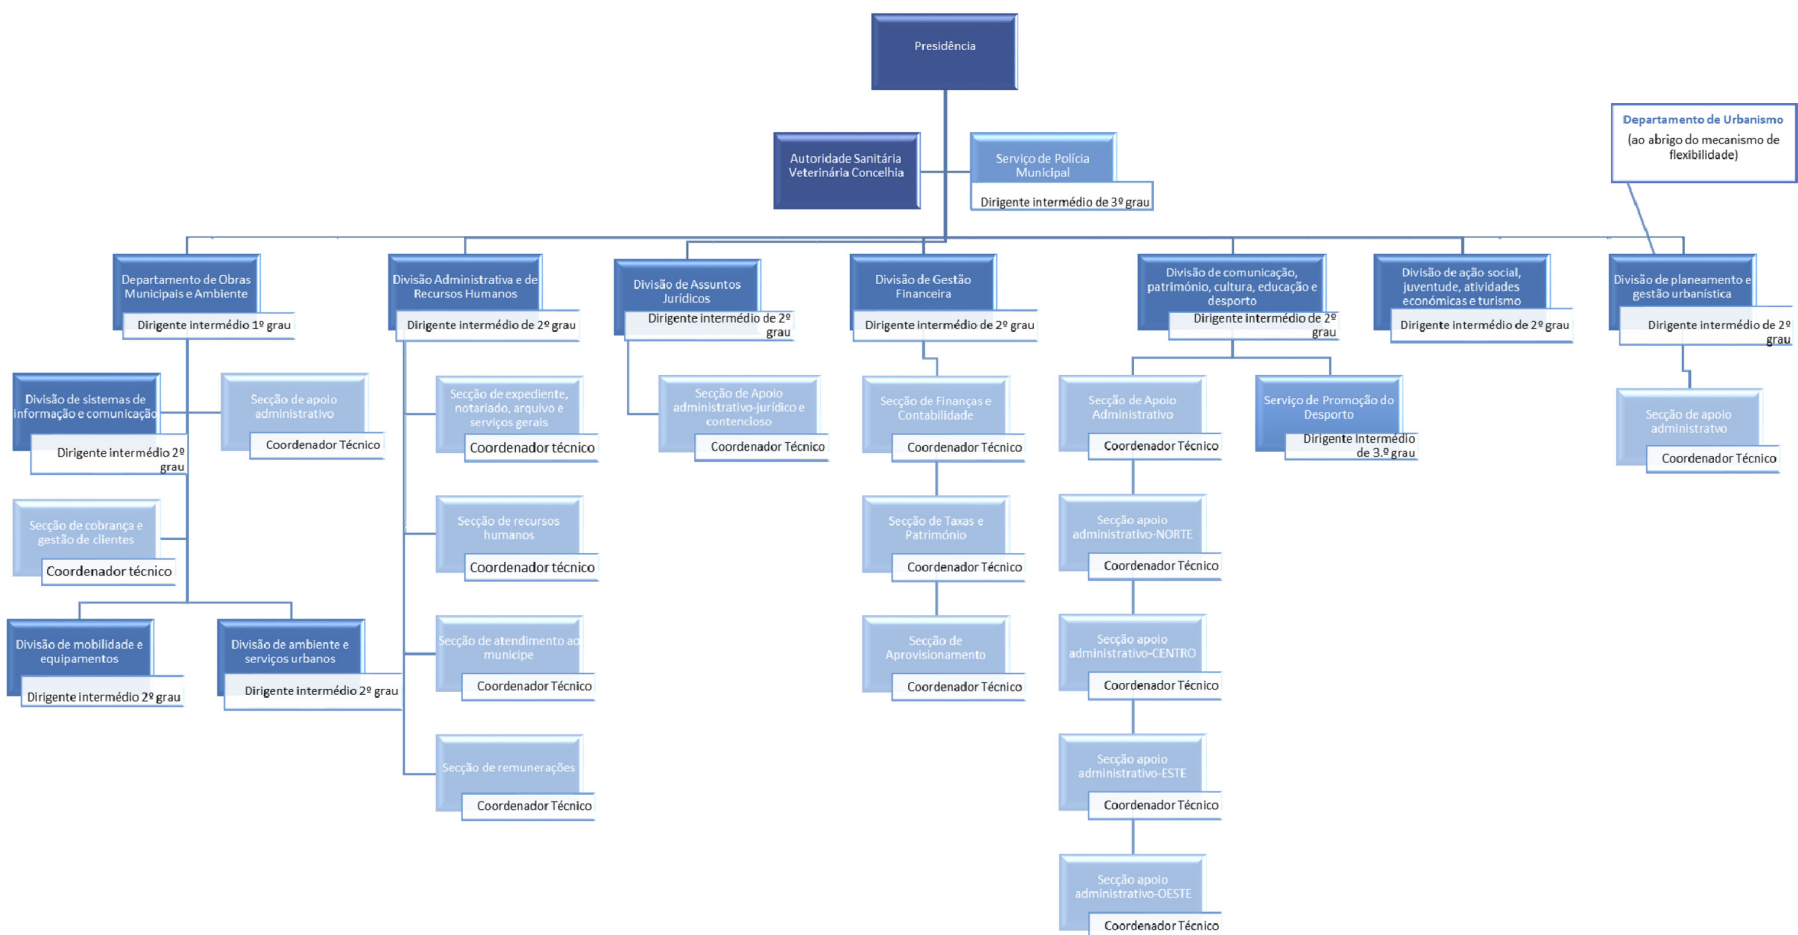 Presidência
Departamento de Urbanismo
(ao abrigo do mecanismo de
flexibilidade)
Autoridade Sanitária
Veterinária Concelhia
Serviço de Polícia
Municipal
Dirigente intermédio de 3º grau
Departamento de Obras
Municipais e Ambiente
Dirigente intermédio 1º grau
Divisão Administrativa e de
Recursos Humanos
Dirigente intermédio de 2º grau
Divisão de Assuntos
Jurídicos
Dirigente intermédio de 2º
grau
Divisão de Gestão
Financeira
Dirigente intermédio de 2º grau
Divisão de comunicação,
património, cultura, educação e
desporto
Dirigente intermédio de 2º
grau
Divisão de ação social,
juventude, atividades
económicas e turismo
Dirigente intermédio de 2º grau
Divisão de planeamento e
gestão urbanística
Dirigente intermédio de 2º
grau
Divisão de sistemas de
informação e comunicação
Dirigente intermédio 2º
grau
Secção de apoio
administrativo
Coordenador Técnico
Secção de expediente,
notariado, arquivo e
serviços gerais
Coordenador técnico
Secção de Apoio
administrativo-jurídico e
contencioso
Coordenador Técnico
Secção de Finanças e
Contabilidade
Coordenador Técnico
Secção de Apoio
Administrativo
Coordenador Técnico
Serviço de Promoção do
Desporto
Dirigente Intermédio
de 3.º grau
Secção de apoio
administratvo
Coordenador Técnico
Secção de cobrança e
gestão de clientes
Coordenador técnico
Secção de recursos
humanos
Coordenador técnico
Secção de Taxas e
Património
Coordenador Técnico
Secção apoio
administrativo-NORTE
Coordenador Técnico
Divisão de mobilidade e
equipamentos
Dirigente intermédio 2º grau
Divisão de ambiente e
serviços urbanos
Dirigente intermédio 2º grau
Secção de atendimento ao
municipe
Coordenador Técnico
Secção de
Aprovisionamento
Coordenador Técnico
Secção apoio
administrativo-CENTRO
Coordenador Técnico
Secção de remunerações
Coordenador Técnico
Secção apoio
administrativo-ESTE
Coordenador Técnico
Secção apoio
administrativo-OESTE
Coordenador Técnico